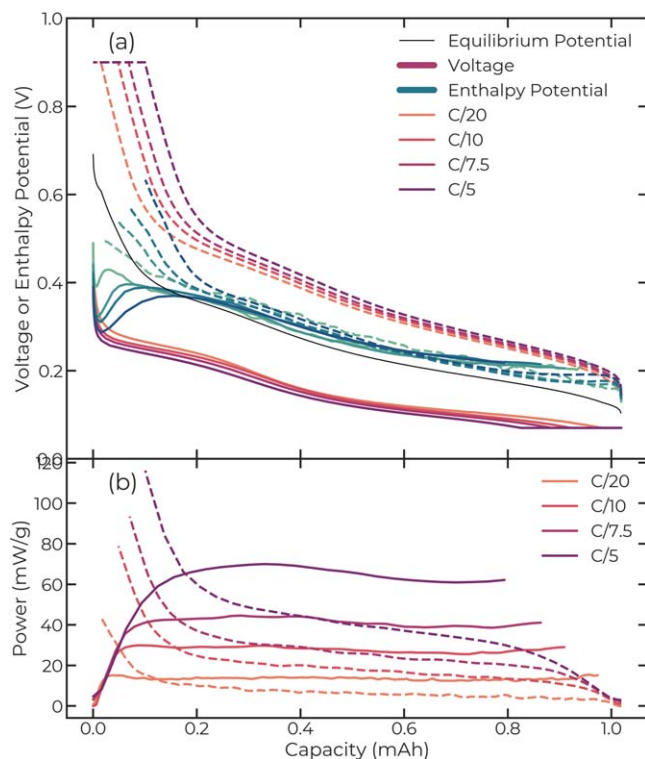 1.0
(a)
Equilibrium Potential
Voltage
Enthalpy Potential
C/20
C/10
C/7.5
C/5
0.8
0.6
0.4
0.2
0.0
Voltage or Enthalpy Potential (V)
120
(b)
C/20
C/10
C/7.5
C/5
100
80
60
40
20
0
Power (mW/g)
0.0 0.2 0.4 0.6 0.8 1.0
Capacity (mAh)